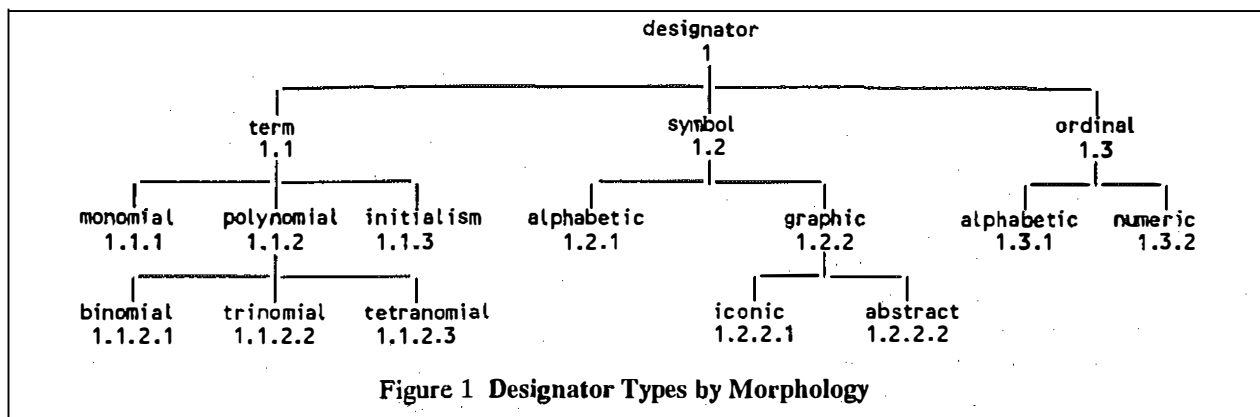 designator
1
term symbol ordinal
1.1 1.2 1.3
monomial polynomial initialism alphabetic graphic alphabetic numeric
1.1.1 1.1.2 1.1.3 1.2.1 1.2.2 1.3.1 1.3.2
binomial trinomial tetranomial iconic abstract
1.1.2.1 1.1.2.2 1.1.2.3 1.2.2.1 1.2.2.2
Figure 1 Designator Types by Morphology